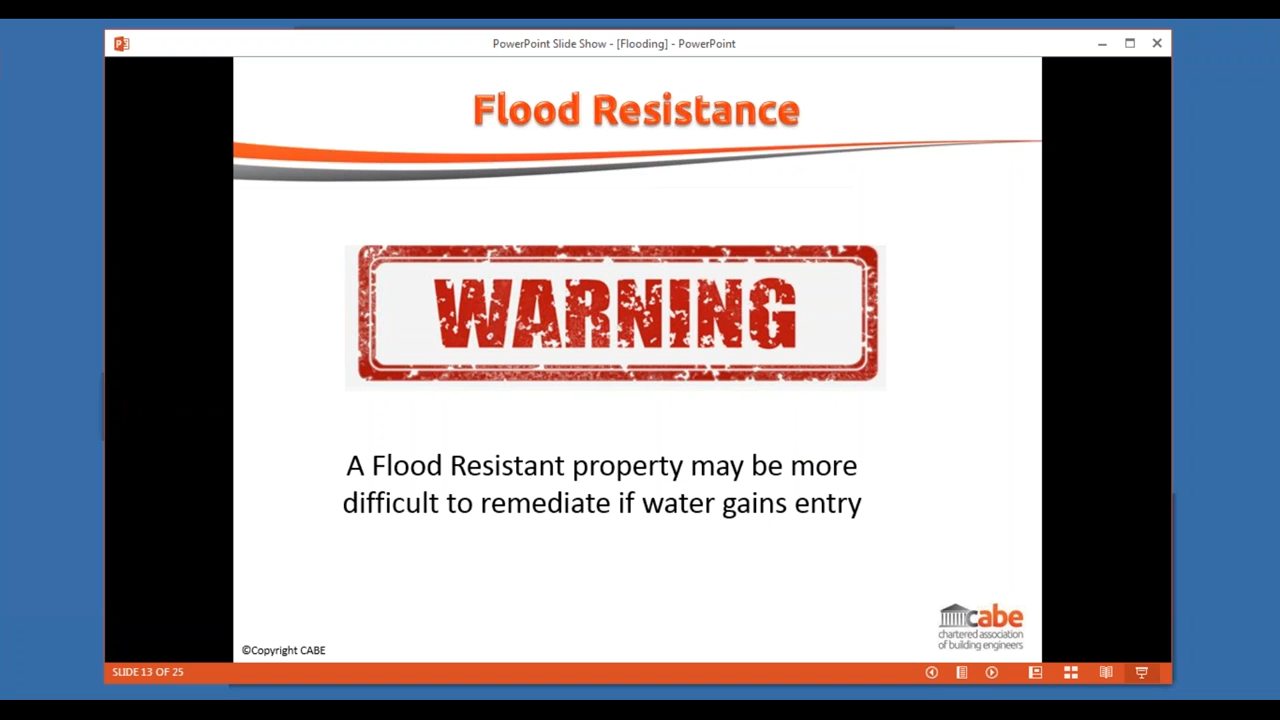 PowerPoint Slide Show - [Flooding] - PowerPoint
Flood Resistance
WARNING
A Flood Resistant property may be more
difficult to remediate if water gains entry
cabe
chartered association
of building engineers
©Copyright CABE
SLIDE 13 OF 25